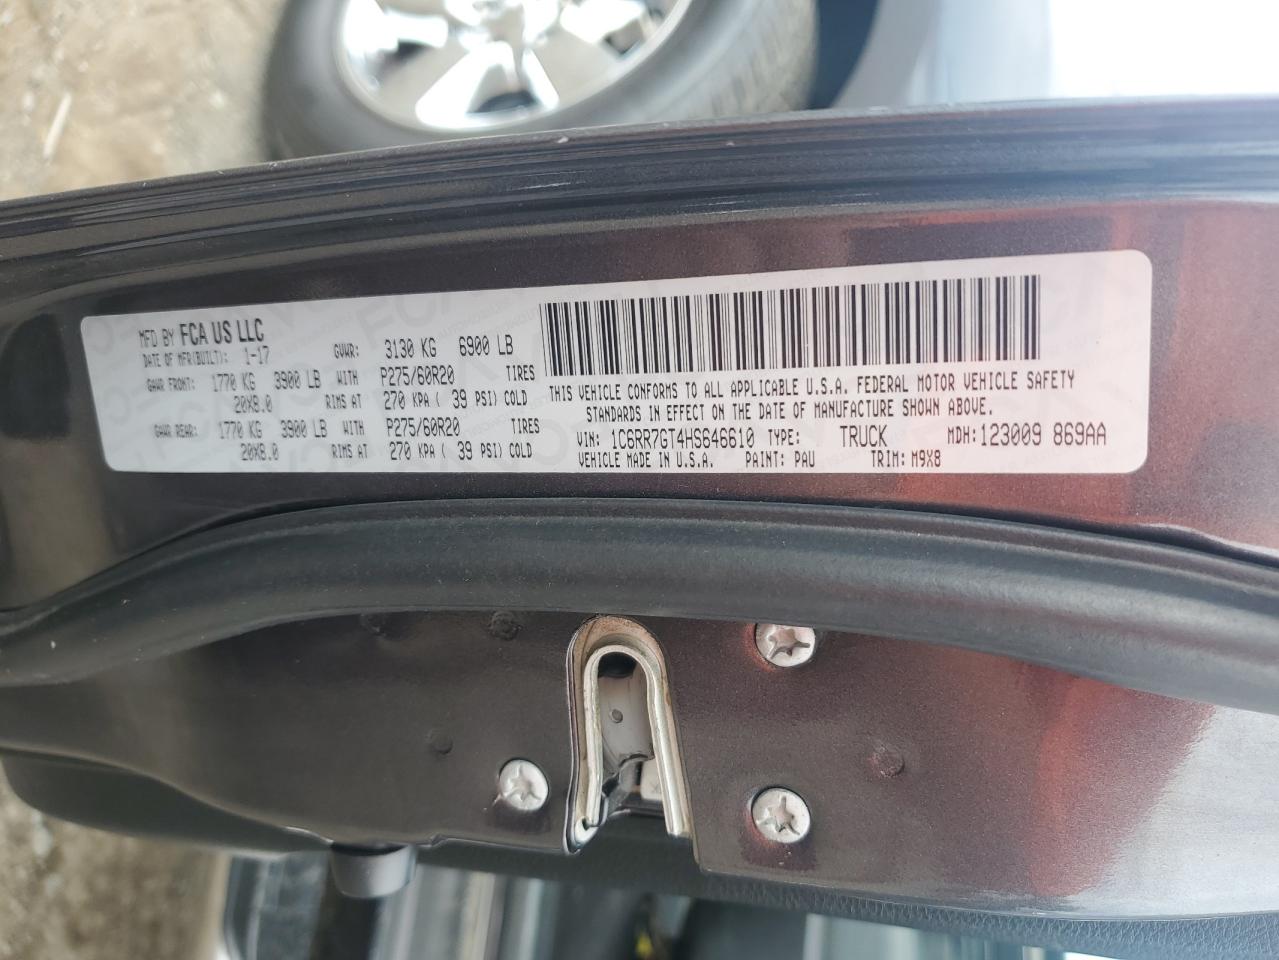 MFD BY FCA US LLC
DATE OF MFR(BUILT): 1-17 GVWR: 3130 KG 6900 LB
GAWR FRONT: 1770 KG 3900 LB WITH P275/60R20 TIRES
20X8.0 RIMS AT 270 KPA ( 39 PSI) COLD
GAWR REAR: 1770 KG 3900 LB WITH P275/60R20 TIRES
20X8.0 RIMS AT 270 KPA ( 39 PSI) COLD
THIS VEHICLE CONFORMS TO ALL APPLICABLE U.S.A. FEDERAL MOTOR VEHICLE SAFETY
STANDARDS IN EFFECT ON THE DATE OF MANUFACTURE SHOWN ABOVE.
VIN: 1C6RR7GT4HS646610 TYPE: TRUCK MDH: 123009 869AA
VEHICLE MADE IN U.S.A. PAINT: PAU TRIM: M9X8